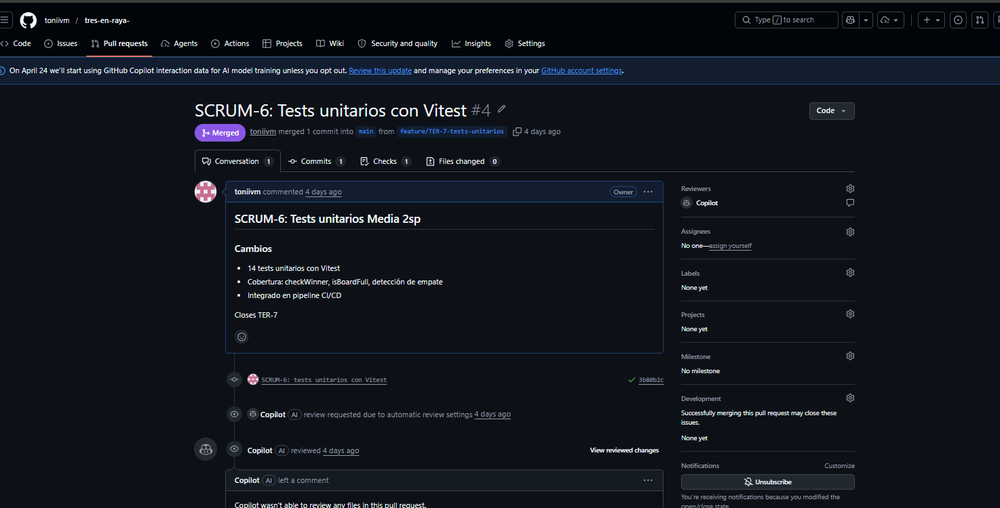 toniivm / tres-en-raya-
Type / to search
Code Issues Pull requests Agents Actions Projects Wiki Security and quality Insights Settings
On April 24 we'll start using GitHub Copilot interaction data for AI model training unless you opt out. Review this update and manage your preferences in your GitHub account settings.
SCRUM-6: Tests unitarios con Vitest #4
Code
Merged toniivm merged 1 commit into main from feature/TER-7-tests-unitarios 4 days ago
Conversation 1 Commits 1 Checks 1 Files changed 0
toniivm commented 4 days ago Owner
SCRUM-6: Tests unitarios Media 2sp
Cambios
• 14 tests unitarios con Vitest
• Cobertura: checkWinner, isBoardFull, detección de empate
• Integrado en pipeline CI/CD
Closes TER-7
SCRUM-6: tests unitarios con Vitest 3b80b2c
Copilot AI review requested due to automatic review settings 4 days ago
Copilot AI reviewed 4 days ago View reviewed changes
Copilot AI left a comment
Copilot wasn't able to review any files in this pull request.
Reviewers
Copilot
Assignees
No one—assign yourself
Labels
None yet
Projects
None yet
Milestone
No milestone
Development
Successfully merging this pull request may close these
issues.
None yet
Notifications Customize
Unsubscribe
You're receiving notifications because you modified the
open/close state.